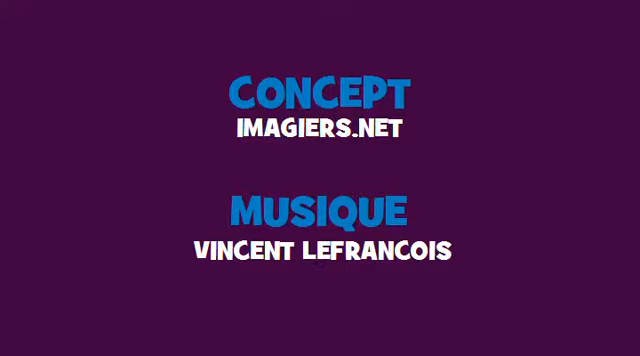 CONCEPT
IMAGIERS.NET
MUSIQUE
VINCENT LEFRANCOIS